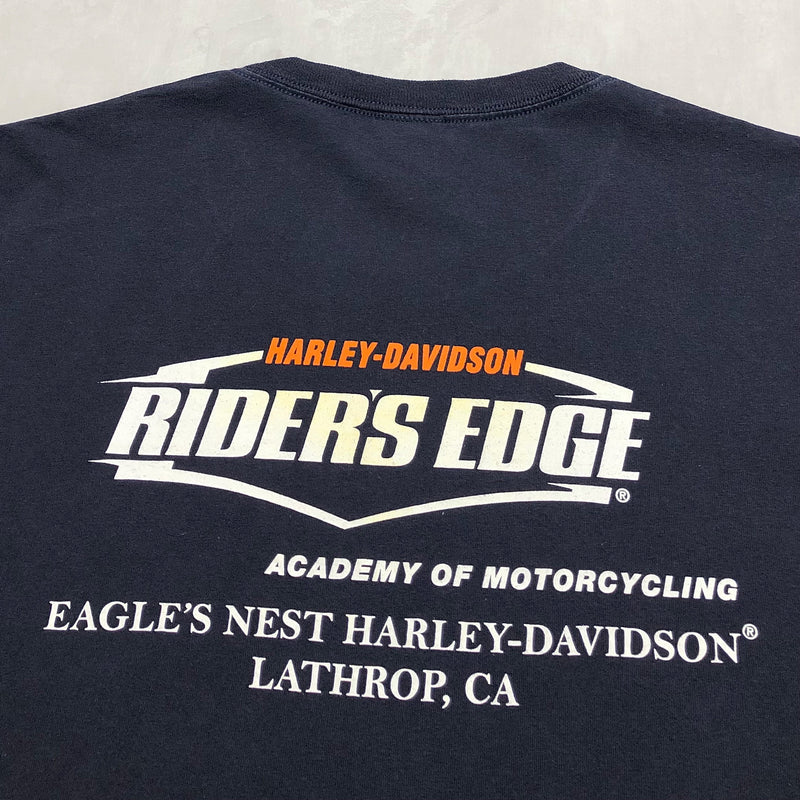 HARLEY-DAVIDSON
RIDER'S EDGE
®
ACADEMY OF MOTORCYCLING
EAGLE'S NEST HARLEY-DAVIDSON®
LATHROP, CA